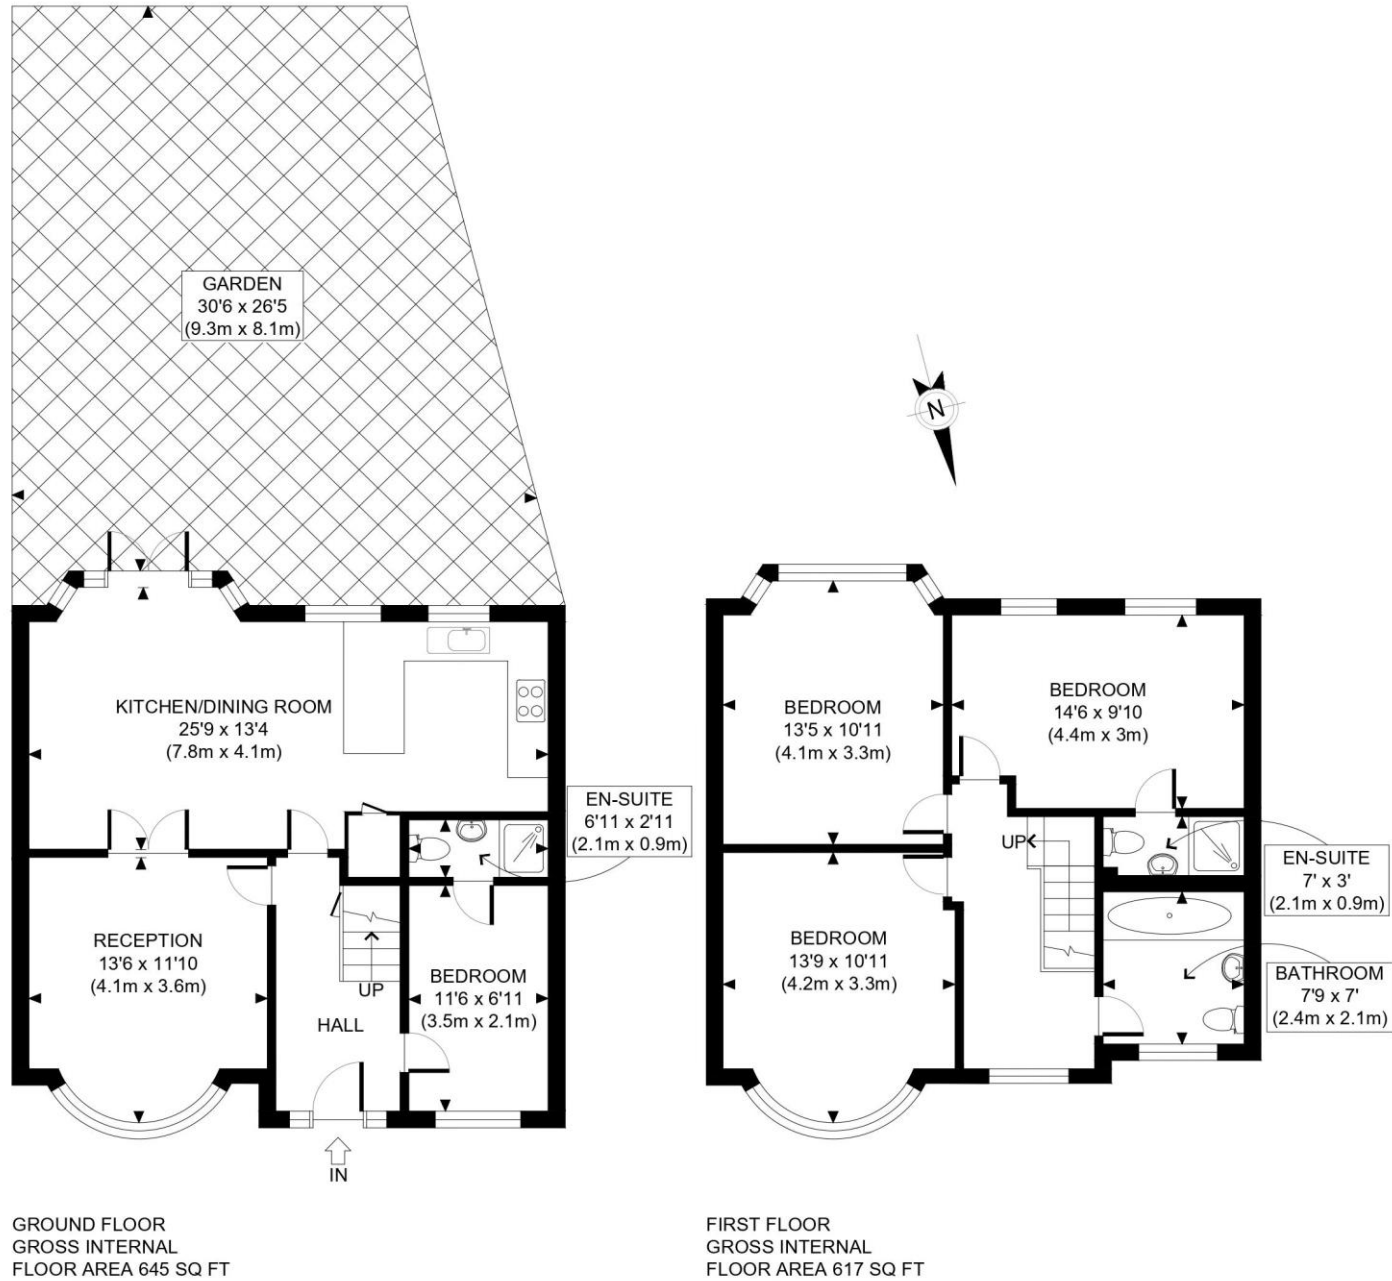 GARDEN
30'6 x 26'5
(9.3m x 8.1m)
N
KITCHEN/DINING ROOM
25'9 x 13'4
(7.8m x 4.1m)
EN-SUITE
6'11 x 2'11
(2.1m x 0.9m)
RECEPTION
13'6 x 11'10
(4.1m x 3.6m)
UP
HALL
BEDROOM
11'6 x 6'11
(3.5m x 2.1m)
IN
GROUND FLOOR
GROSS INTERNAL
FLOOR AREA 645 SQ FT
BEDROOM
13'5 x 10'11
(4.1m x 3.3m)
BEDROOM
14'6 x 9'10
(4.4m x 3m)
UP
EN-SUITE
7' x 3'
(2.1m x 0.9m)
BEDROOM
13'9 x 10'11
(4.2m x 3.3m)
BATHROOM
7'9 x 7'
(2.4m x 2.1m)
FIRST FLOOR
GROSS INTERNAL
FLOOR AREA 617 SQ FT